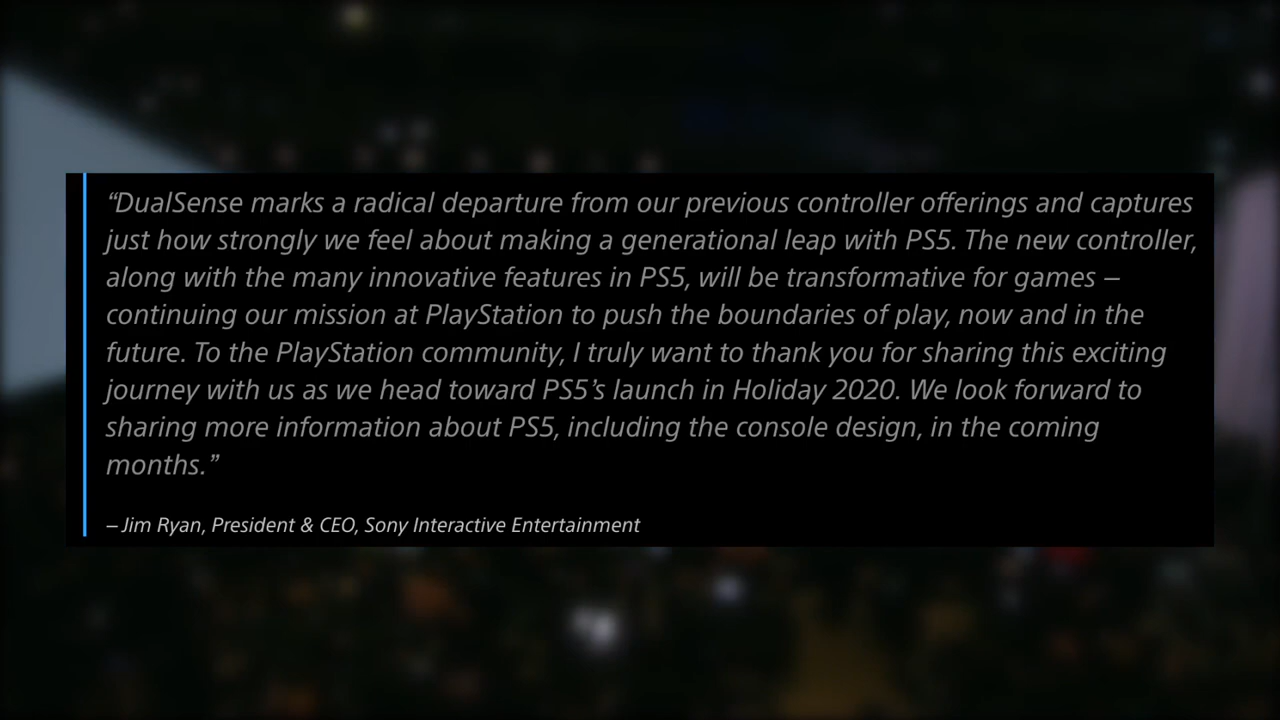 “DualSense marks a radical departure from our previous controller offerings and captures
just how strongly we feel about making a generational leap with PS5. The new controller,
along with the many innovative features in PS5, will be transformative for games –
continuing our mission at PlayStation to push the boundaries of play, now and in the
future. To the PlayStation community, I truly want to thank you for sharing this exciting
journey with us as we head toward PS5’s launch in Holiday 2020. We look forward to
sharing more information about PS5, including the console design, in the coming
months.”
– Jim Ryan, President & CEO, Sony Interactive Entertainment